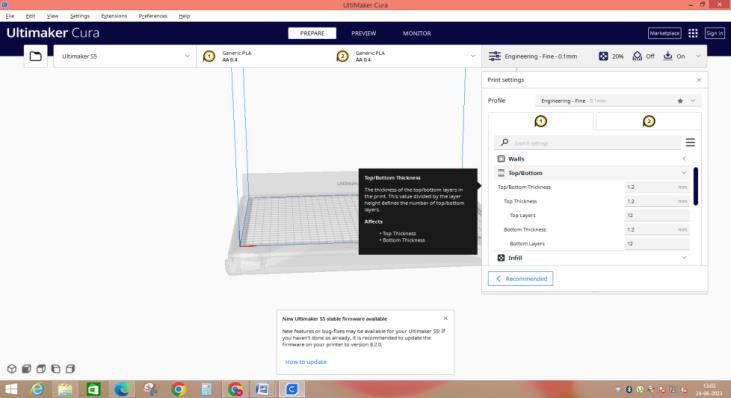 UltiMaker Cura
File Edit View Settings Extensions Preferences Help
Ultimaker Cura
PREPARE PREVIEW MONITOR
Marketplace Sign in
Ultimaker S5
1 Generic PLA
AA 0.4
2 Generic PLA
AA 0.4
Engineering - Fine - 0.1mm 20% Off On
Print settings
Profile Engineering - Fine - 0.1mm
1 2
Search settings
Walls
Top/Bottom
Top/Bottom Thickness 1.2 mm
Top Thickness 1.2 mm
Top Layers 12
Bottom Thickness 1.2 mm
Bottom Layers 12
Infill
Recommended
Top/Bottom Thickness
The thickness of the top/bottom layers in
the print. This value divided by the layer
height defines the number of top/bottom
layers.
Affects
• Top Thickness
• Bottom Thickness
New Ultimaker S5 stable firmware available
New features or bug-fixes may be available for your Ultimaker S5! If
you haven't done so already, it is recommended to update the
firmware on your printer to version 8.2.0.
How to update
13:03
26-06-2023